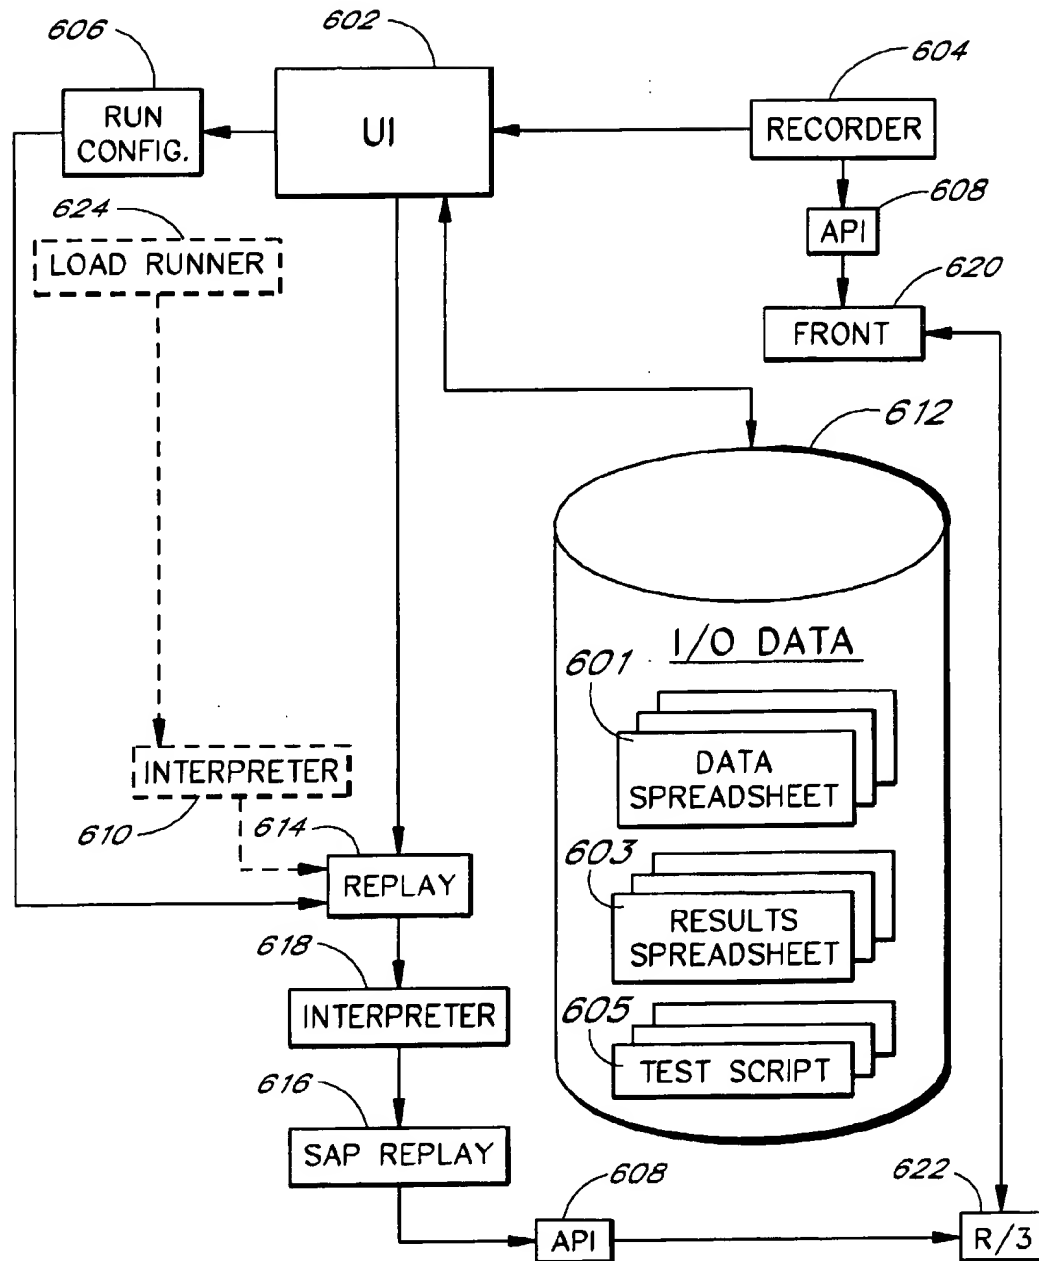 606
602
604
RUN
CONFIG.
UI
RECORDER
608
API
624
LOAD RUNNER
620
FRONT
612
I/O DATA
601
DATA
SPREADSHEET
INTERPRETER
610
614
REPLAY
603
RESULTS
SPREADSHEET
618
INTERPRETER
605
TEST SCRIPT
616
SAP REPLAY
608
API
622
R/3